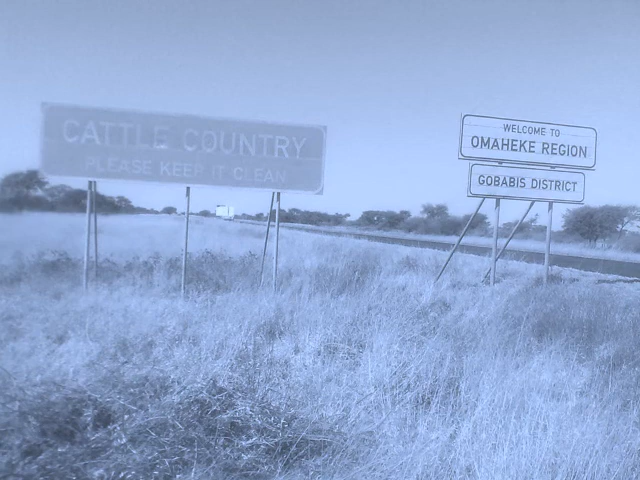 CATTLE COUNTRY
PLEASE KEEP IT CLEAN
WELCOME TO
OMAHEKE REGION
GOBABIS DISTRICT